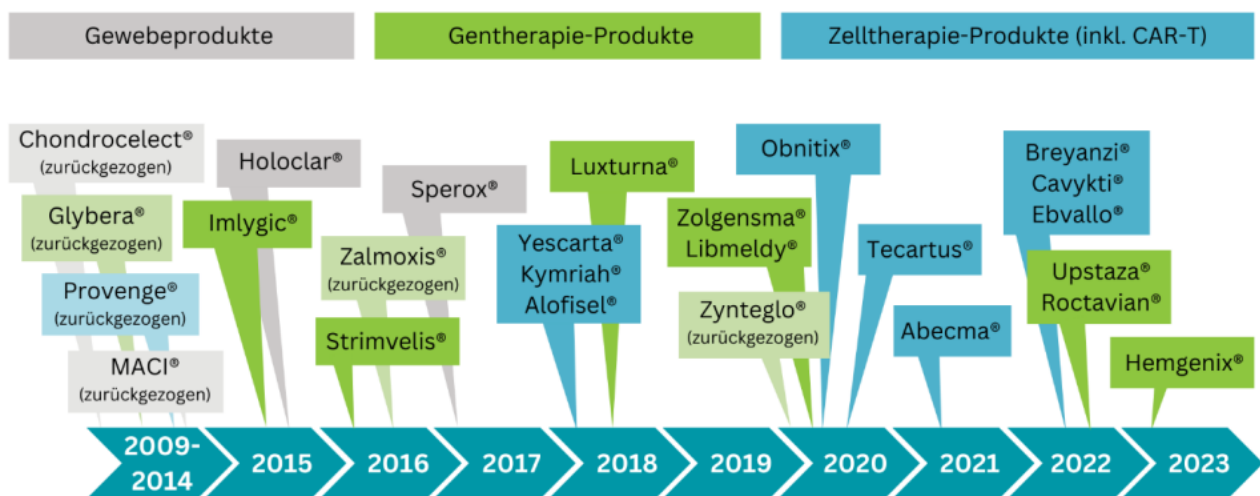 Gewebeprodukte
Gentherapie-Produkte
Zelltherapie-Produkte (inkl. CAR-T)
Chondrocelect®
(zurückgezogen)
Glybera®
(zurückgezogen)
Provenge®
(zurückgezogen)
MACI®
(zurückgezogen)
Holoclar®
Imlygic®
Zalmoxis®
(zurückgezogen)
Strimvelis®
Sperox®
Yescarta®
Kymriah®
Alofisel®
Luxturna®
Zolgensma®
Libmeldy®
Zynteglo®
(zurückgezogen)
Obnitix®
Tecartus®
Abecma®
Breyanzi®
Cavykti®
Ebvallo®
Upstaza®
Roctavian®
Hemgenix®
2009-
2014
2015
2016
2017
2018
2019
2020
2021
2022
2023